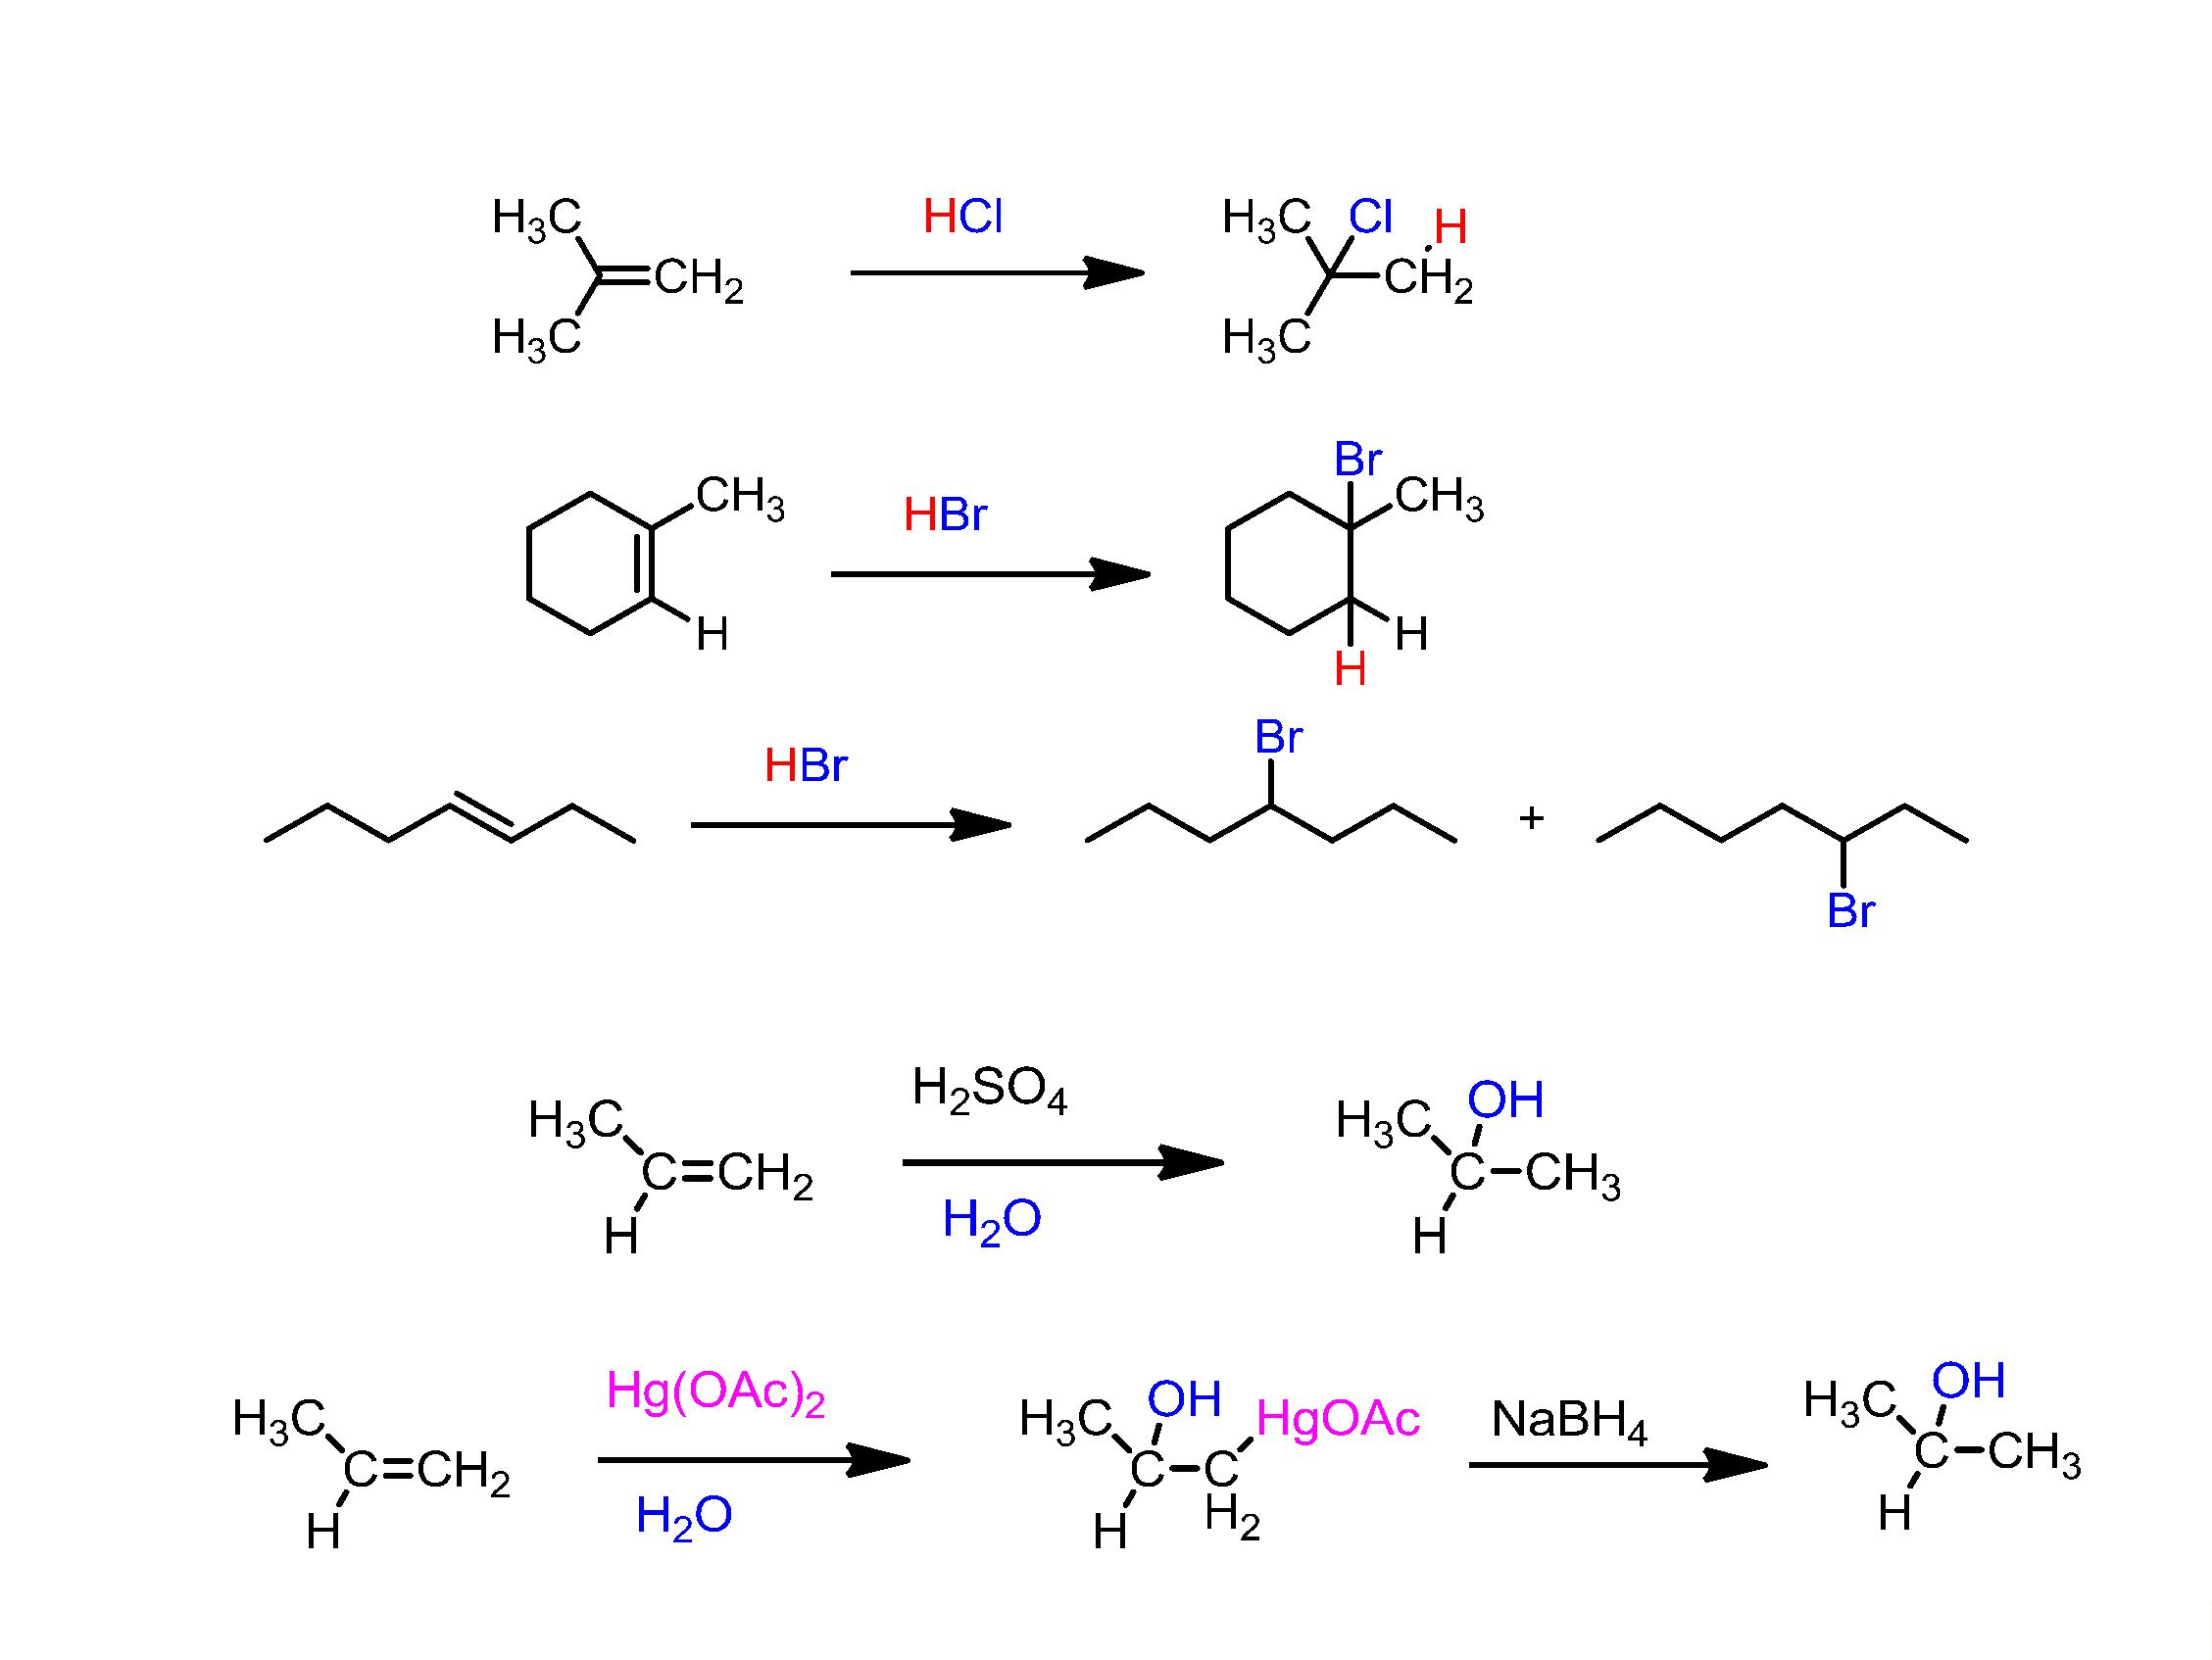 H3C HCl H3C Cl H
CH2 CH2
H3C H3C
Br
CH3 HBr CH3
H H
H
Br
HBr
+
Br
H2SO4 OH
H3C H3C
C=CH2 C-CH3
H H2O H
Hg(OAc)2 OH OH
H3C H3C HgOAc NaBH4 H3C
C=CH2 C-C C-CH3
H H2O H H2 H